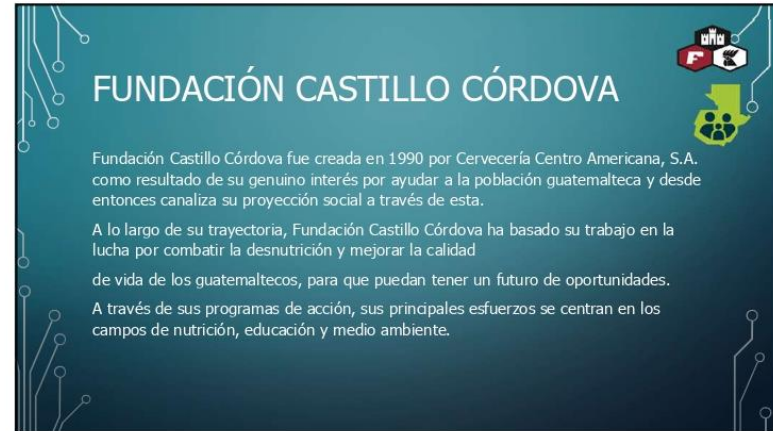 FUNDACIÓN CASTILLO CÓRDOVA
Fundación Castillo Córdova fue creada en 1990 por Cervecería Centro Americana, S.A.
como resultado de su genuino interés por ayudar a la población guatemalteca y desde
entonces canaliza su proyección social a través de esta.
A lo largo de su trayectoria, Fundación Castillo Córdova ha basado su trabajo en la
lucha por combatir la desnutrición y mejorar la calidad
de vida de los guatemaltecos, para que puedan tener un futuro de oportunidades.
A través de sus programas de acción, sus principales esfuerzos se centran en los
campos de nutrición, educación y medio ambiente.